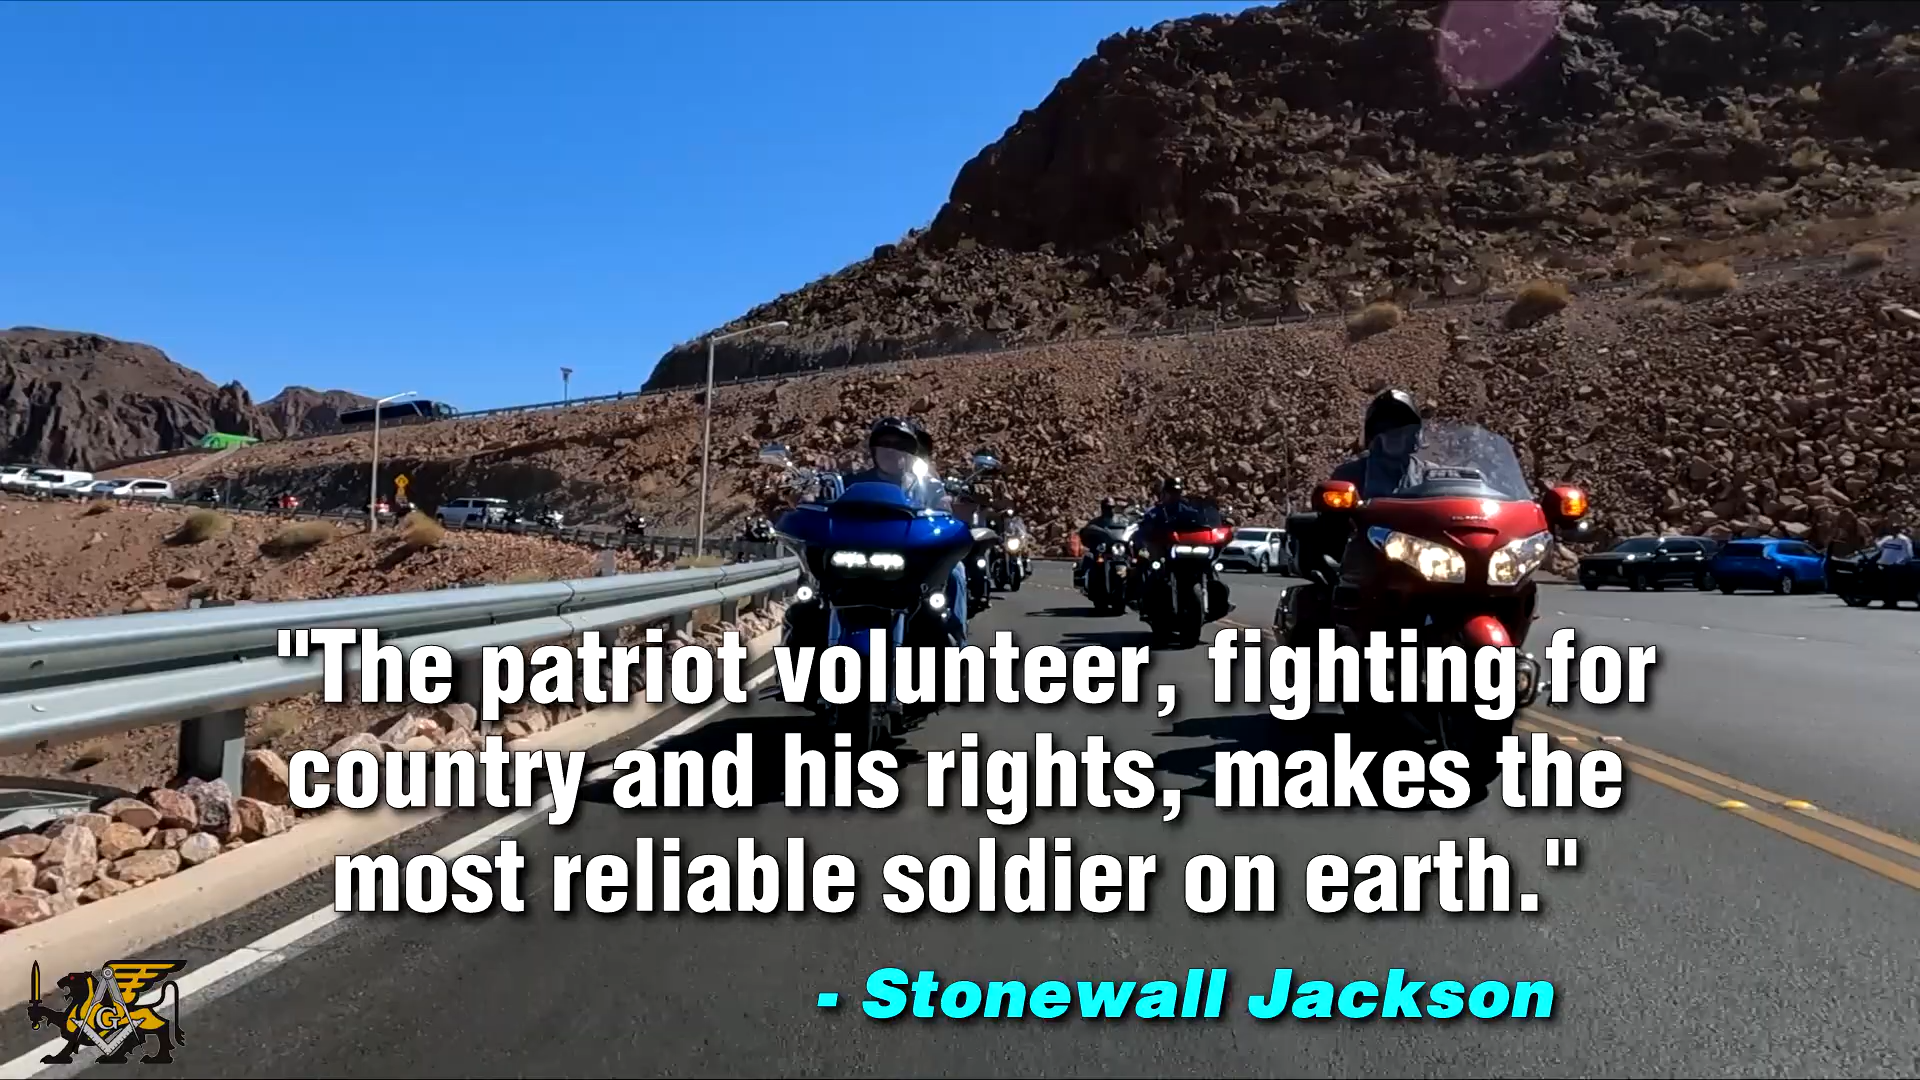 "The patriot volunteer, fighting for
country and his rights, makes the
most reliable soldier on earth."
- Stonewall Jackson
G